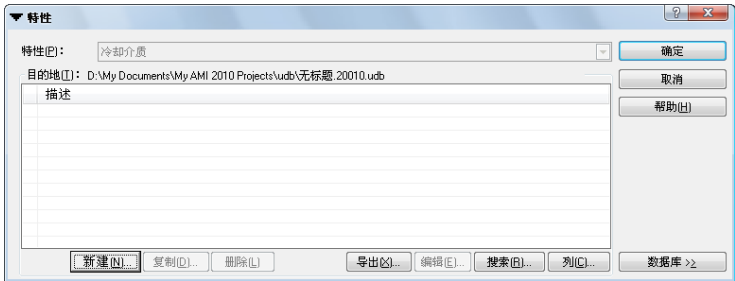 特性
特性(P)： 冷却介质 确定
目的地(T)： D:\My Documents\My AMI 2010 Projects\udb\无标题.20010.udb 取消
描述 帮助(H)
新建(N)... 复制(D)... 删除(L) 导出(X)... 编辑(E)... 搜索(R)... 列(C)... 数据库 >>